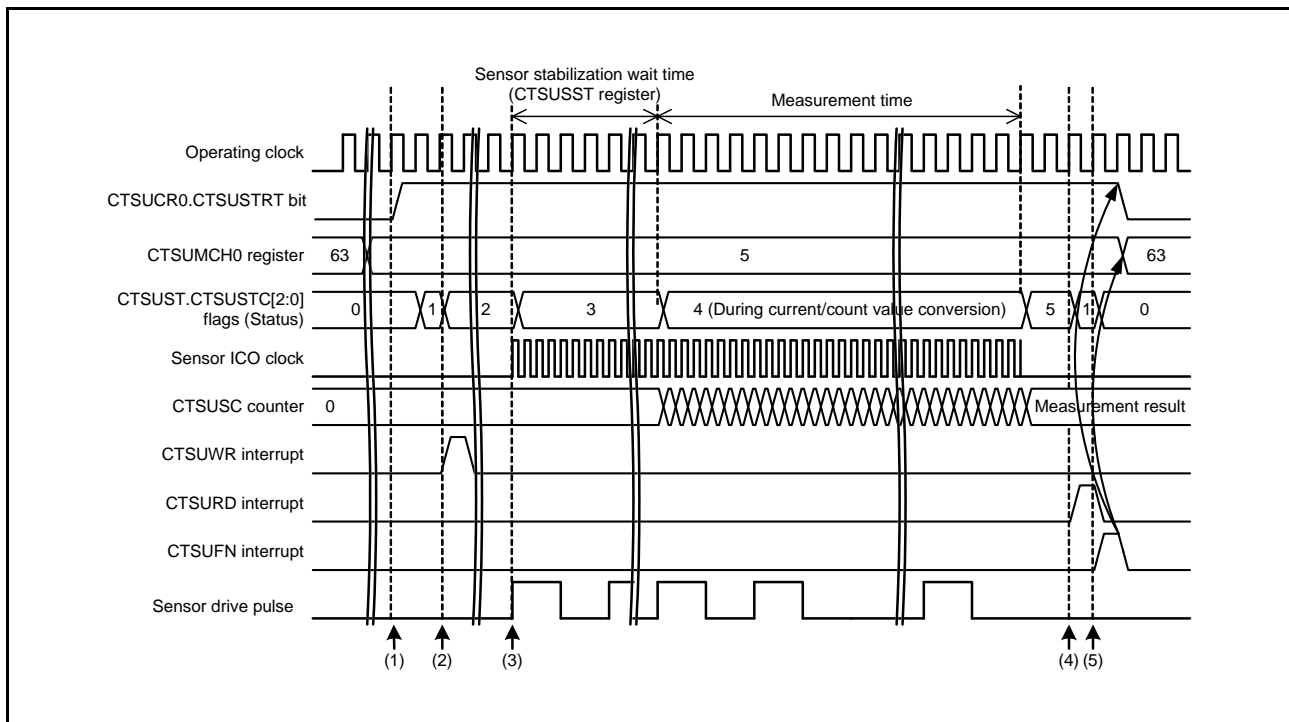 Sensor stabilization wait time
(CTSUSST register)
Measurement time
Operating clock
CTSUCR0.CTSUSTRT bit
CTSUMCH0 register
63
5
63
CTSUST.CTSUSTC[2:0]
flags (Status)
0
1
2
3
4 (During current/count value conversion)
5
1
0
Sensor ICO clock
CTSUSC counter
0
Measurement result
CTSUWR interrupt
CTSURD interrupt
CTSUFN interrupt
Sensor drive pulse
(1)
(2)
(3)
(4)
(5)